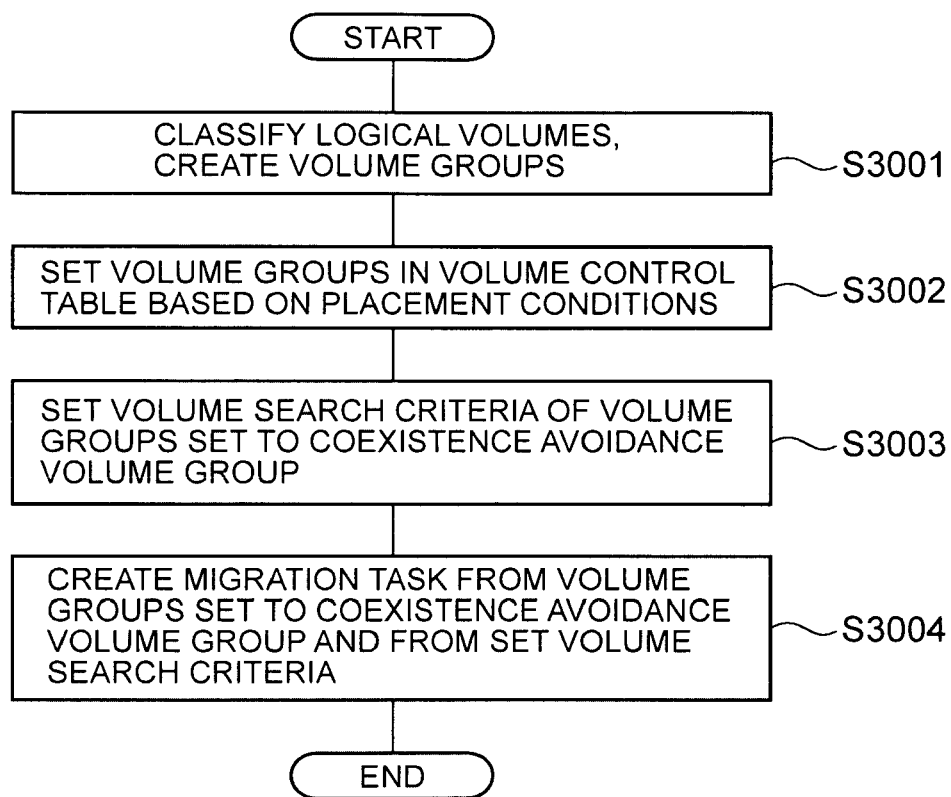 START
CLASSIFY LOGICAL VOLUMES,
CREATE VOLUME GROUPS
S3001
SET VOLUME GROUPS IN VOLUME CONTROL
TABLE BASED ON PLACEMENT CONDITIONS
S3002
SET VOLUME SEARCH CRITERIA OF VOLUME
GROUPS SET TO COEXISTENCE AVOIDANCE
VOLUME GROUP
S3003
CREATE MIGRATION TASK FROM VOLUME
GROUPS SET TO COEXISTENCE AVOIDANCE
VOLUME GROUP AND FROM SET VOLUME
SEARCH CRITERIA
S3004
END